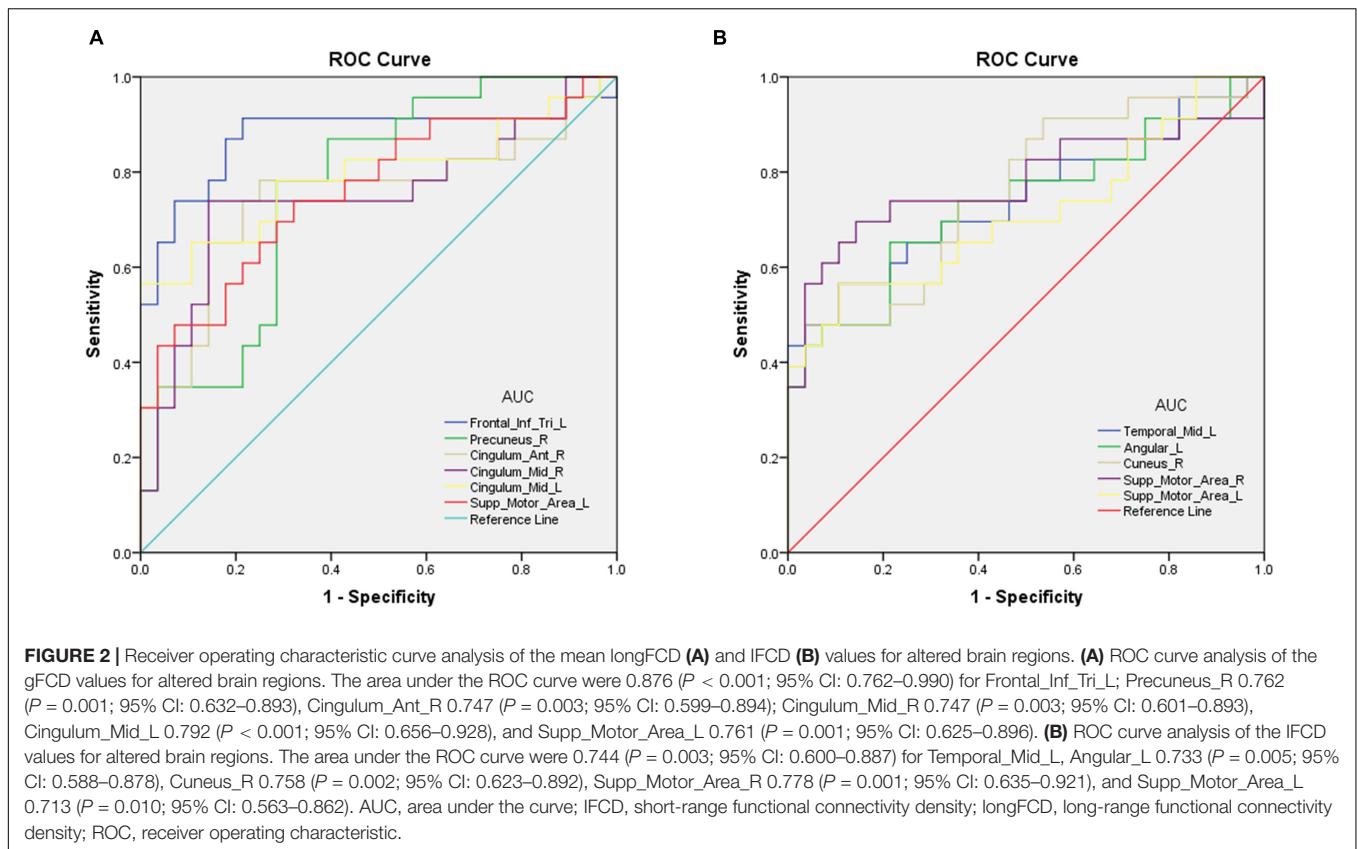 A
ROC Curve
Sensitivity
1.0
0.8
0.6
0.4
0.2
0.0
0.0 0.2 0.4 0.6 0.8 1.0
1 - Specificity
AUC
Frontal_Inf_Tri_L
Precuneus_R
Cingulum_Ant_R
Cingulum_Mid_R
Cingulum_Mid_L
Supp_Motor_Area_L
Reference Line
B
ROC Curve
Sensitivity
1.0
0.8
0.6
0.4
0.2
0.0
0.0 0.2 0.4 0.6 0.8 1.0
1 - Specificity
AUC
Temporal_Mid_L
Angular_L
Cuneus_R
Supp_Motor_Area_R
Supp_Motor_Area_L
Reference Line
FIGURE 2 | Receiver operating characteristic curve analysis of the mean longFCD (A) and lFCD (B) values for altered brain regions. (A) ROC curve analysis of the
gFCD values for altered brain regions. The area under the ROC curve were 0.876 (P < 0.001; 95% CI: 0.762–0.990) for Frontal_Inf_Tri_L; Precuneus_R 0.762
(P = 0.001; 95% CI: 0.632–0.893), Cingulum_Ant_R 0.747 (P = 0.003; 95% CI: 0.599–0.894); Cingulum_Mid_R 0.747 (P = 0.003; 95% CI: 0.601–0.893),
Cingulum_Mid_L 0.792 (P < 0.001; 95% CI: 0.656–0.928), and Supp_Motor_Area_L 0.761 (P = 0.001; 95% CI: 0.625–0.896). (B) ROC curve analysis of the lFCD
values for altered brain regions. The area under the ROC curve were 0.744 (P = 0.003; 95% CI: 0.600–0.887) for Temporal_Mid_L, Angular_L 0.733 (P = 0.005; 95%
CI: 0.588–0.878), Cuneus_R 0.758 (P = 0.002; 95% CI: 0.623–0.892), Supp_Motor_Area_R 0.778 (P = 0.001; 95% CI: 0.635–0.921), and Supp_Motor_Area_L
0.713 (P = 0.010; 95% CI: 0.563–0.862). AUC, area under the curve; lFCD, short-range functional connectivity density; longFCD, long-range functional connectivity
density; ROC, receiver operating characteristic.